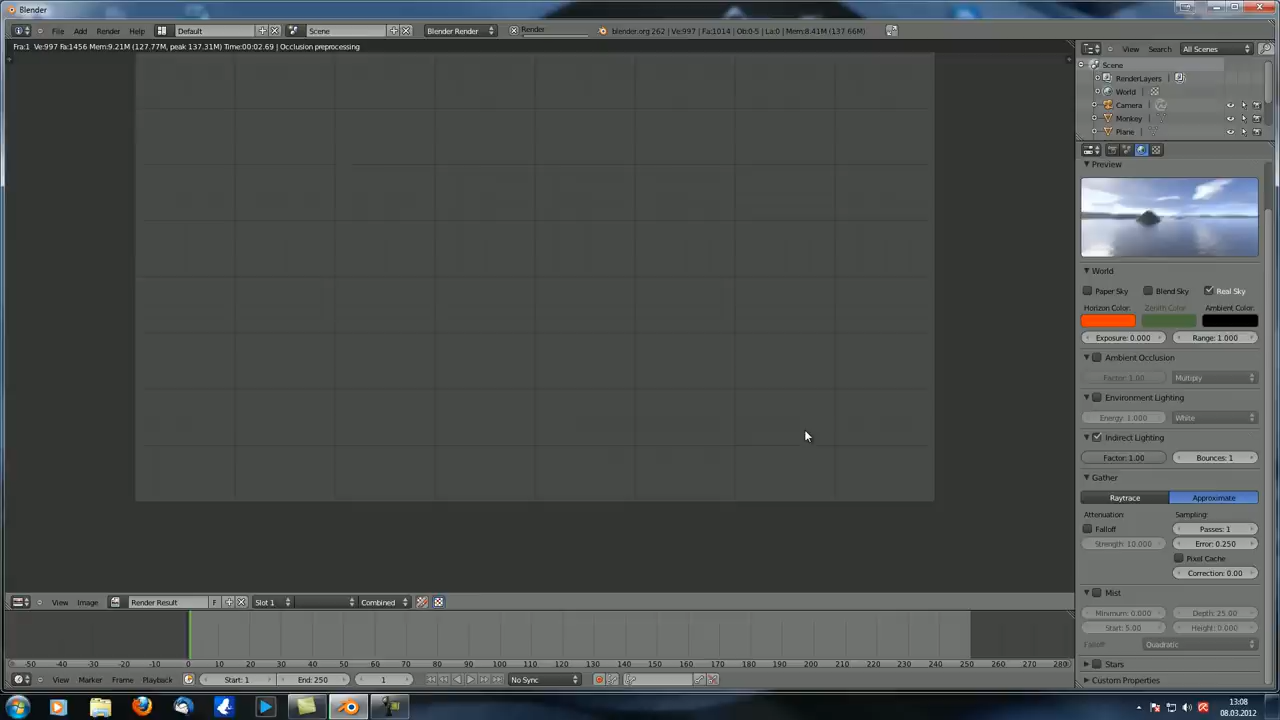 Blender
File Add Render Help Default Scene Blender Render Render blender.org 262 | Ve:997 | Fa:1014 | Ob:0-5 | La:0 | Mem:8.41M (137.66M)
Fra:1 Ve:997 Fa:1456 Mem:9.21M (127.77M, peak 137.31M) Time:00:02.69 | Occlusion preprocessing
View Search All Scenes
Scene
RenderLayers
World
Camera
Monkey
Plane
Preview
World
Paper Sky Blend Sky Real Sky
Horizon Color: Zenith Color: Ambient Color:
Exposure: 0.000 Range: 1.000
Ambient Occlusion
Factor: 1.00 Multiply
Environment Lighting
Energy: 1.000 White
Indirect Lighting
Factor: 1.00 Bounces: 1
Gather
Raytrace Approximate
Attenuation: Sampling:
Falloff Passes: 1
Strength: 10.000 Error: 0.250
Pixel Cache
Correction: 0.00
Mist
Minimum: 0.000 Depth: 25.00
Start: 5.00 Height: 0.000
Falloff: Quadratic
Stars
Custom Properties
View Image Render Result F Slot 1 Combined
-50 -40 -30 -20 -10 0 10 20 30 40 50 60 70 80 90 100 110 120 130 140 150 160 170 180 190 200 210 220 230 240 250 260 270 280
View Marker Frame Playback Start: 1 End: 250 1 No Sync
13:08
08.03.2012